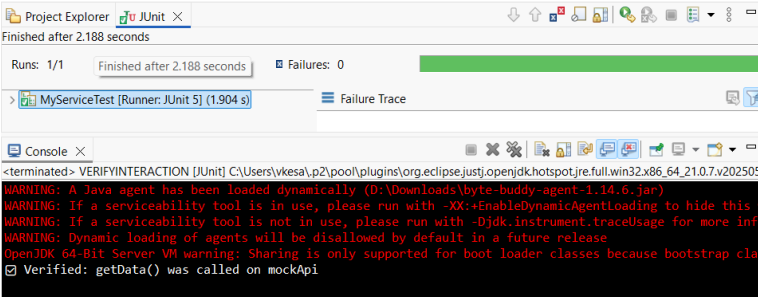 Project Explorer JUnit
Finished after 2.188 seconds
Runs: 1/1 Finished after 2.188 seconds Failures: 0
MyServiceTest [Runner: JUnit 5] (1.904 s) Failure Trace
Console
<terminated> VERIFYINTERACTION [JUnit] C:\Users\vkesa\.p2\pool\plugins\org.eclipse.justj.openjdk.hotspot.jre.full.win32.x86_64_21.0.7.v202505
WARNING: A Java agent has been loaded dynamically (D:\Downloads\byte-buddy-agent-1.14.6.jar)
WARNING: If a serviceability tool is in use, please run with -XX:+EnableDynamicAgentLoading to hide this
WARNING: If a serviceability tool is not in use, please run with -Djdk.instrument.traceUsage for more inf
WARNING: Dynamic loading of agents will be disallowed by default in a future release
OpenJDK 64-Bit Server VM warning: Sharing is only supported for boot loader classes because bootstrap cla
Verified: getData() was called on mockApi